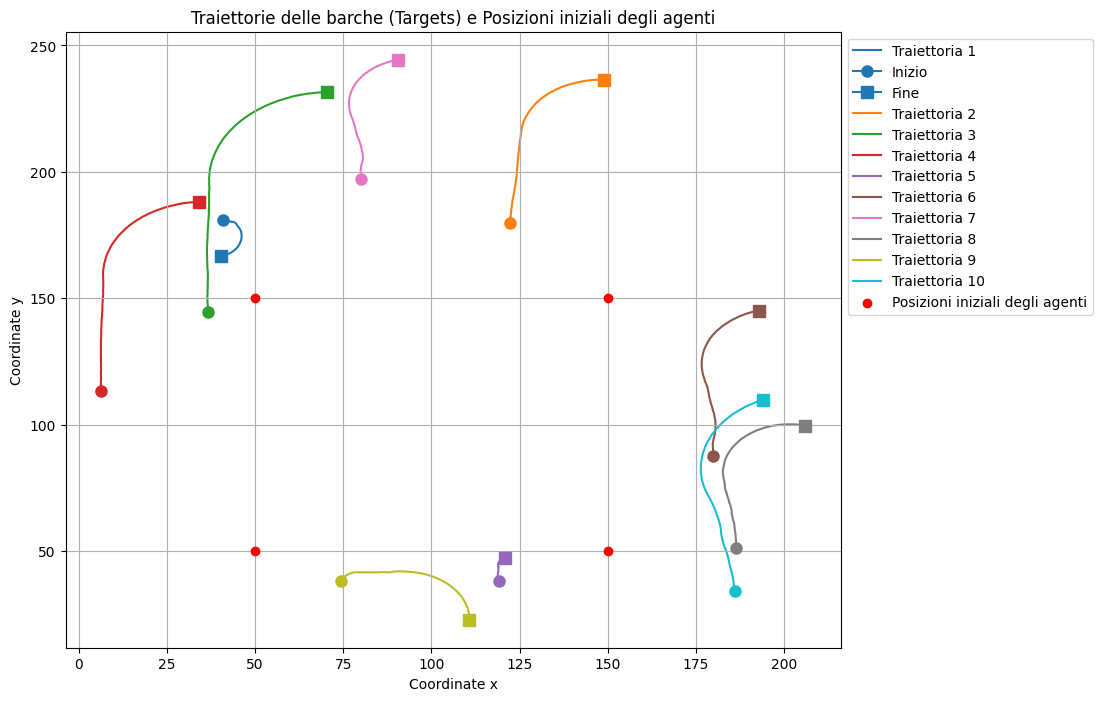 Traiettorie delle barche (Targets) e Posizioni iniziali degli agenti
Traiettoria 1
Inizio
Fine
Traiettoria 2
Traiettoria 3
Traiettoria 4
Traiettoria 5
Traiettoria 6
Traiettoria 7
Traiettoria 8
Traiettoria 9
Traiettoria 10
Posizioni iniziali degli agenti
Coordinate y
250
200
150
100
50
0 25 50 75 100 125 150 175 200
Coordinate x